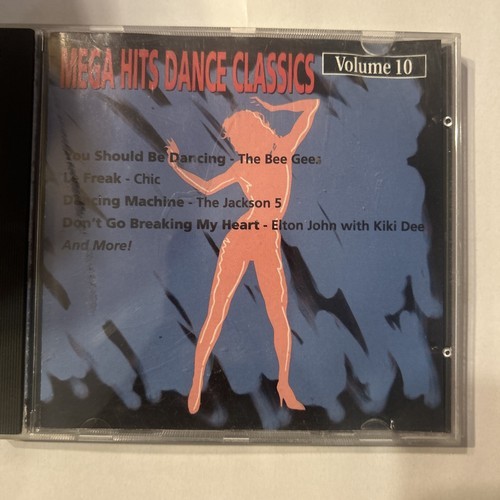 MEGA HITS DANCE CLASSICS
Volume 10
You Should Be Dancing - The Bee Gees
Le Freak - Chic
Dancing Machine - The Jackson 5
Don't Go Breaking My Heart - Elton John with Kiki Dee
And More!